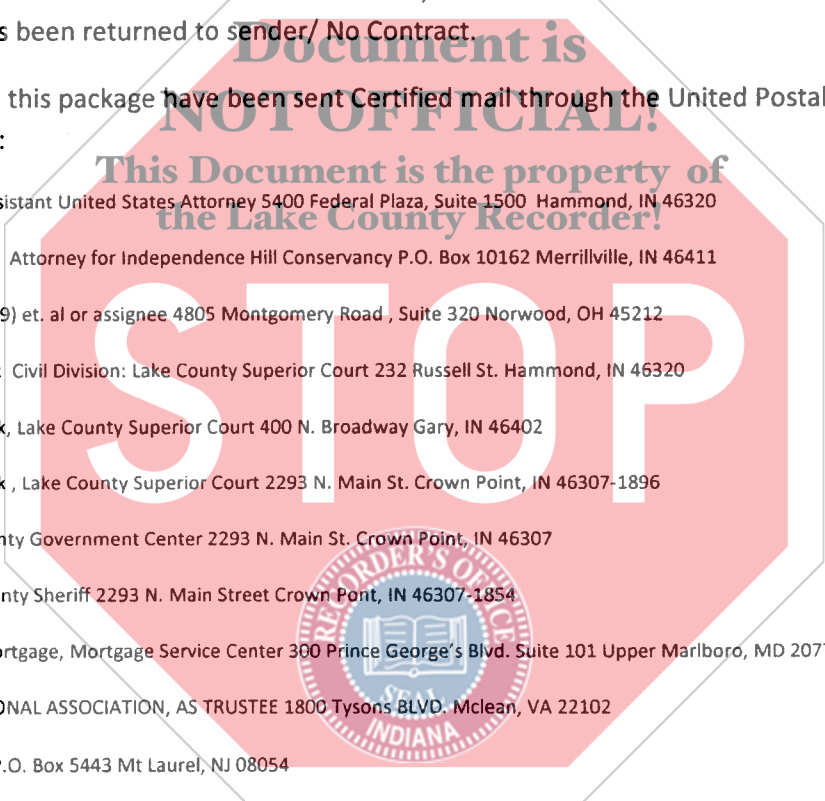 s been returned to sender/ No Contract.
Document is
this package have been sent Certified mail through the United Postal
NOT OFFICIAL!
:
This Document is the property of
sistant United States Attorney 5400 Federal Plaza, Suite 1500 Hammond, IN 46320
the Lake County Recorder!
Attorney for Independence Hill Conservancy P.O. Box 10162 Merrillville, IN 46411
9) et. al or assignee 4805 Montgomery Road , Suite 320 Norwood, OH 45212
Civil Division: Lake County Superior Court 232 Russell St. Hammond, IN 46320
STOP
k, Lake County Superior Court 400 N. Broadway Gary, IN 46402
k , Lake County Superior Court 2293 N. Main St. Crown Point, IN 46307-1896
nty Government Center 2293 N. Main St. Crown Point, IN 46307
RECORDER'S OFFICE
nty Sheriff 2293 N. Main Street Crown Pont, IN 46307-1854
ortgage, Mortgage Service Center 300 Prince George's Blvd. Suite 101 Upper Marlboro, MD 207
SEAL
ONAL ASSOCIATION, AS TRUSTEE 1800 Tysons BLVD. Mclean, VA 22102
INDIANA
P.O. Box 5443 Mt Laurel, NJ 08054